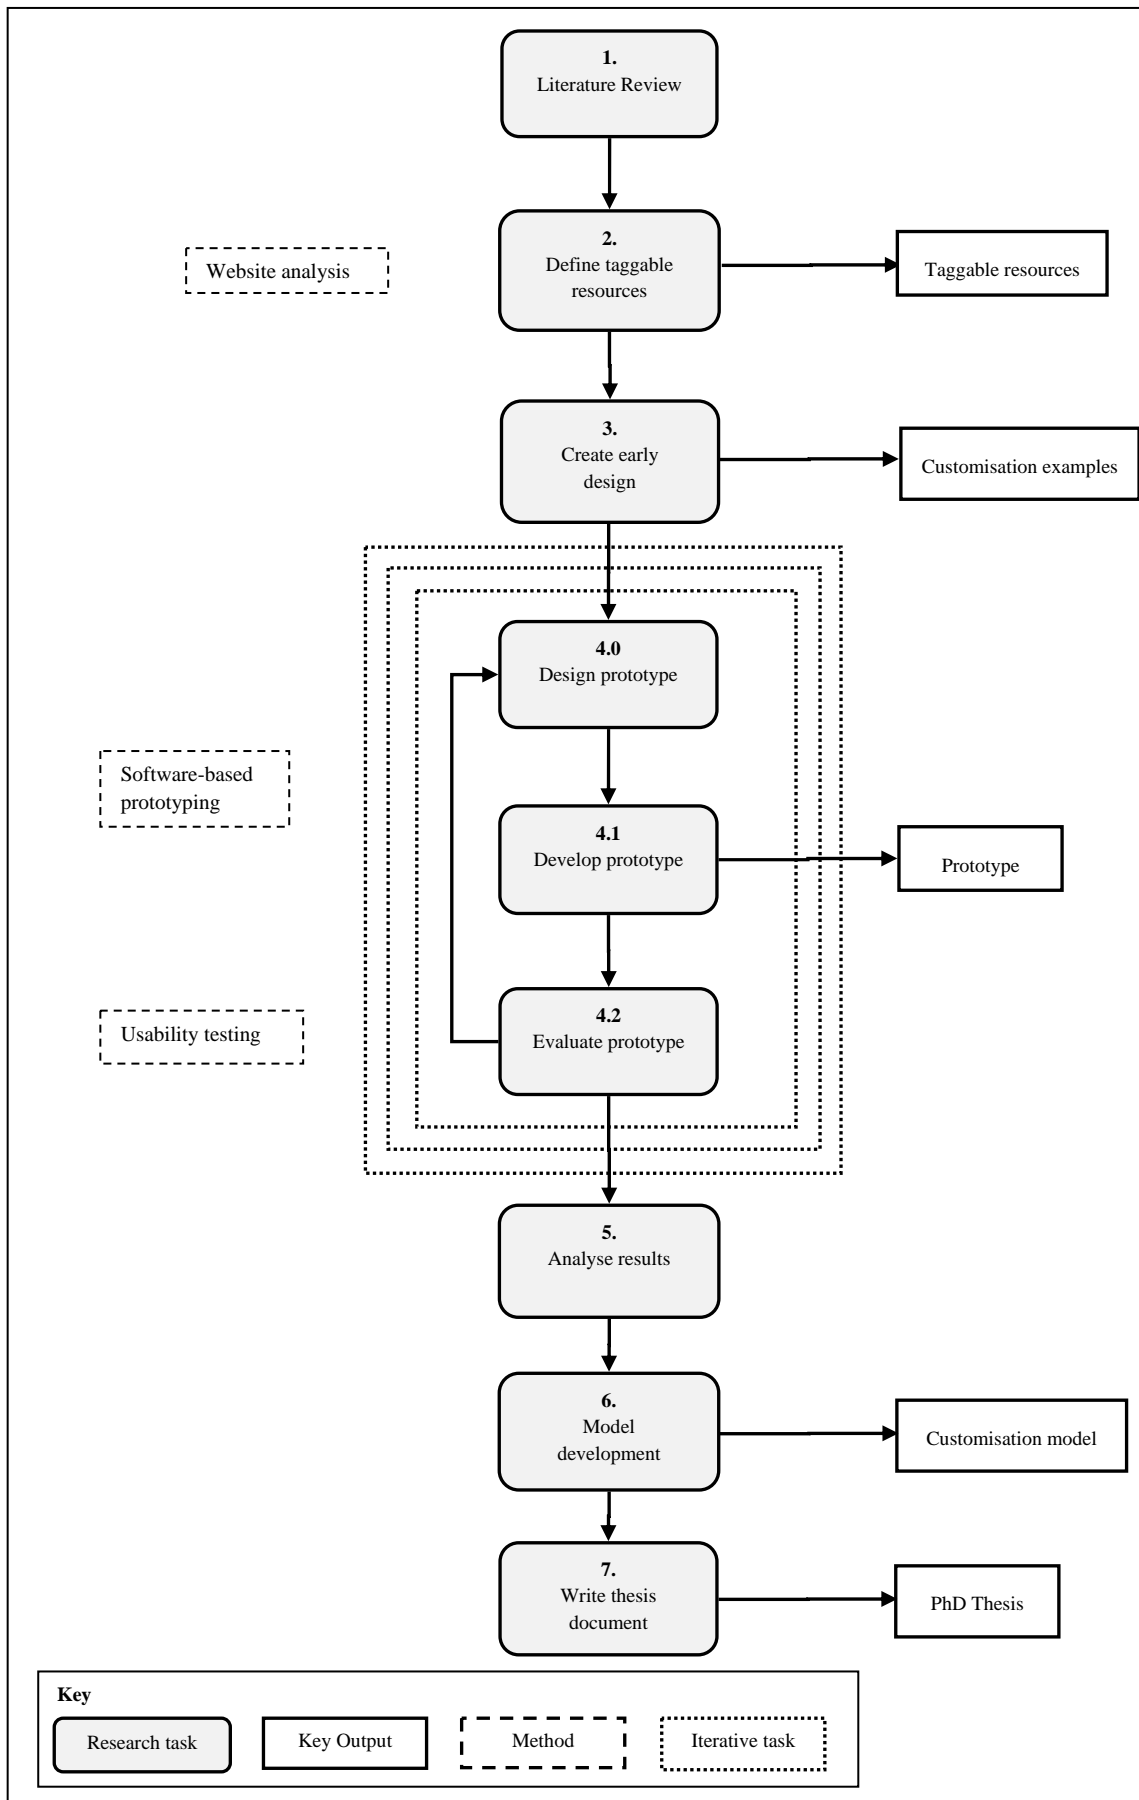 1.
Literature Review
2.
Define taggable
resources
Website analysis
Taggable resources
3.
Create early
design
Customisation examples
4.0
Design prototype
Software-based
prototyping
4.1
Develop prototype
Prototype
4.2
Evaluate prototype
Usability testing
5.
Analyse results
6.
Model
development
Customisation model
7.
Write thesis
document
PhD Thesis
Key
Research task
Key Output
Method
Iterative task